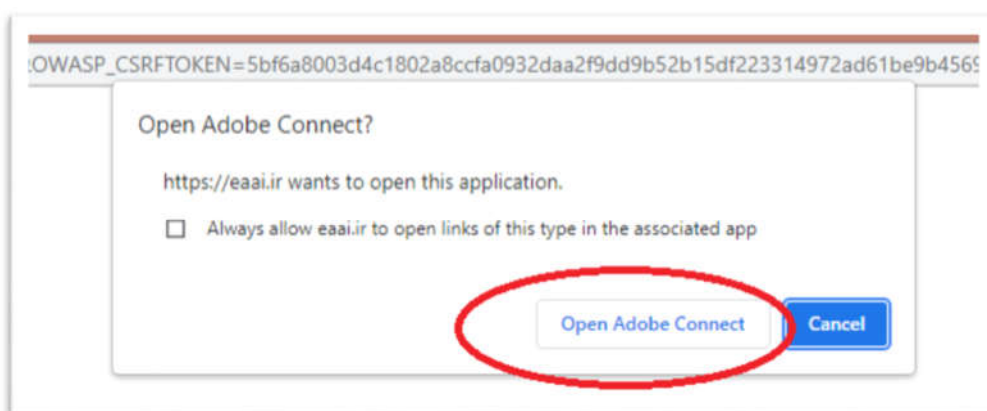 OWASP_CSRFTOKEN=5bf6a8003d4c1802a8ccfa0932daa2f9dd9b52b15df223314972ad61be9b4569
Open Adobe Connect?
https://eaai.ir wants to open this application.
Always allow eaai.ir to open links of this type in the associated app
Open Adobe Connect Cancel